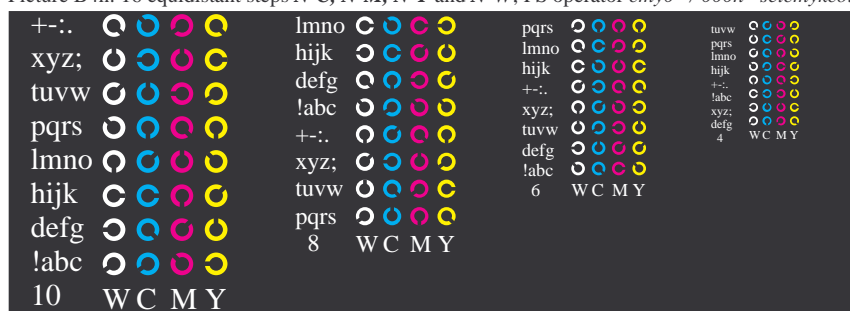 +-:.
xyz;
tuvw
pqrs
lmno
hijk
defg
!abc
10 W C M Y
lmno
hijk
defg
!abc
+-:.
xyz;
tuvw
pqrs
8 W C M Y
pqrs
lmno
hijk
+-:.
xyz;
tuvw
defg
!abc
6 W C M Y
tuvw
pqrs
lmno
hijk
+-:.
!abc
xyz;
defg
4 W C M Y